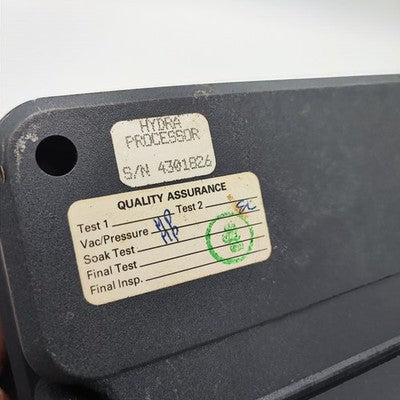 HYDRA
PROCESSOR
S/N 4301826
QUALITY ASSURANCE
Test 1 Test 2
Vac/Pressure
Soak Test
Final Test
Final Insp.